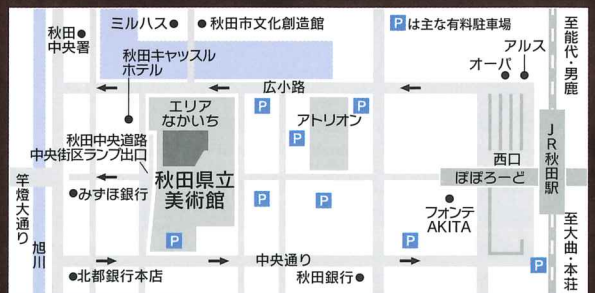 ミルハス
秋田市文化創造館
Pは主な有料駐車場
至能代・男鹿
秋田
中央署
秋田キャッスル
ホテル
アルス
オーパ
広小路
エリア
なかいち
P
アトリオン
P
秋田中央道路
中央街区ランプ出口
JR秋田駅
西口
ぽぽろーど
竿燈大通り
みずほ銀行
秋田県立
美術館
P
P
フォンテ
AKITA
旭川
P
P
P
至大曲・本荘
中央通り
北都銀行本店
秋田銀行